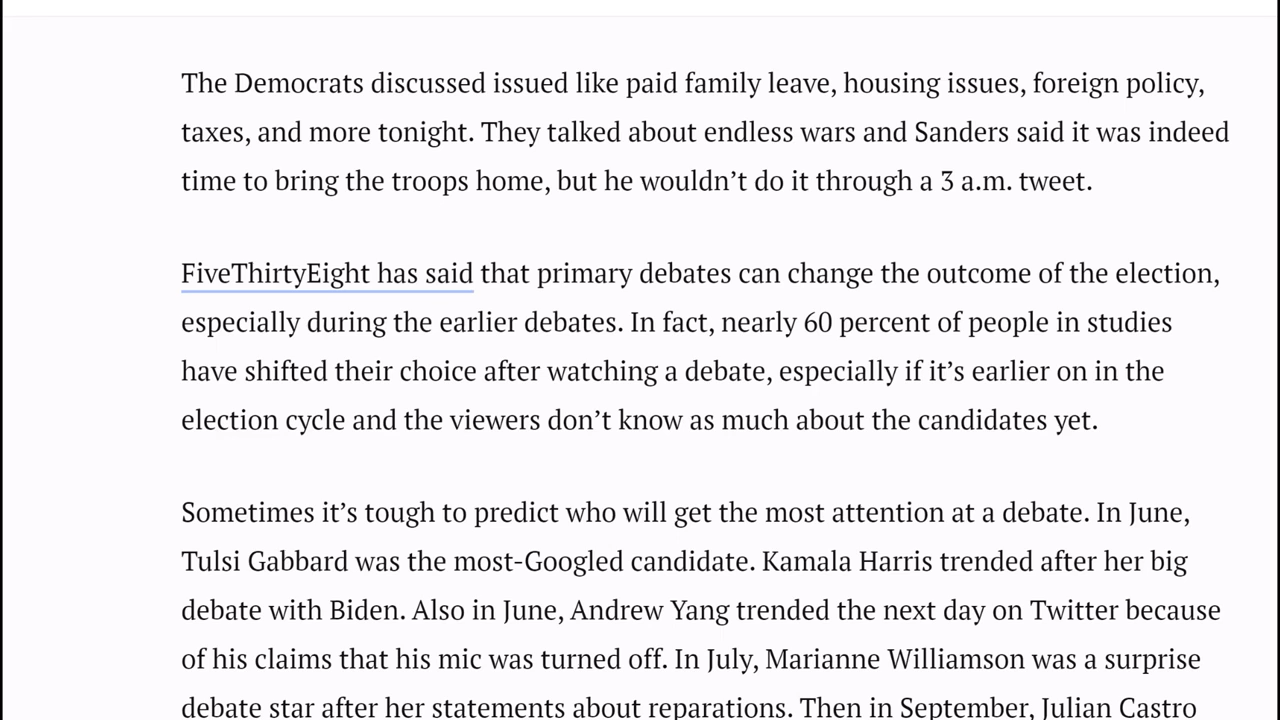 The Democrats discussed issued like paid family leave, housing issues, foreign policy,
taxes, and more tonight. They talked about endless wars and Sanders said it was indeed
time to bring the troops home, but he wouldn’t do it through a 3 a.m. tweet.
FiveThirtyEight has said that primary debates can change the outcome of the election,
especially during the earlier debates. In fact, nearly 60 percent of people in studies
have shifted their choice after watching a debate, especially if it’s earlier on in the
election cycle and the viewers don’t know as much about the candidates yet.
Sometimes it’s tough to predict who will get the most attention at a debate. In June,
Tulsi Gabbard was the most-Googled candidate. Kamala Harris trended after her big
debate with Biden. Also in June, Andrew Yang trended the next day on Twitter because
of his claims that his mic was turned off. In July, Marianne Williamson was a surprise
debate star after her statements about reparations. Then in September, Julian Castro